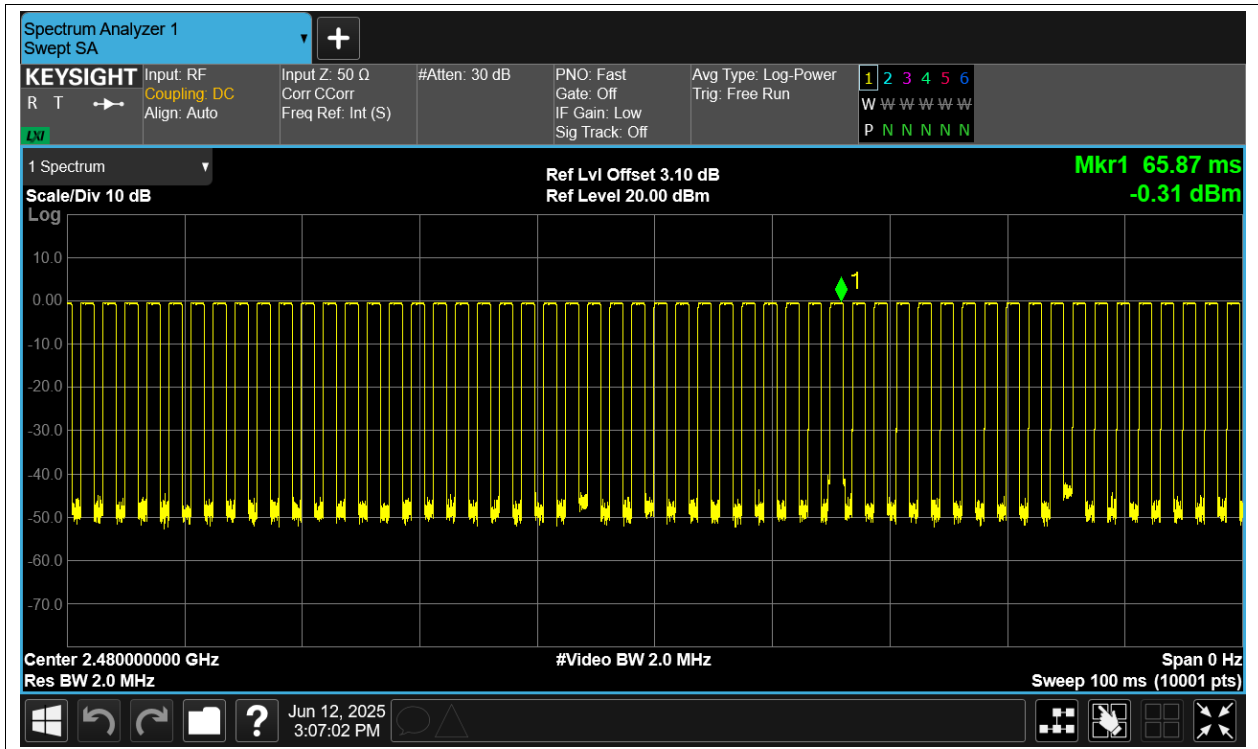 Spectrum Analyzer 1
Swept SA
KEYSIGHT
R T
LXI
Input: RF
Coupling: DC
Align: Auto
Input Z: 50 Ω
Corr CCorr
Freq Ref: Int (S)
#Atten: 30 dB
PNO: Fast
Gate: Off
IF Gain: Low
Sig Track: Off
Avg Type: Log-Power
Trig: Free Run
1 2 3 4 5 6
W W W W W W
P N N N N N
1 Spectrum
Scale/Div 10 dB
Log
Ref Lvl Offset 3.10 dB
Ref Level 20.00 dBm
Mkr1 65.87 ms
-0.31 dBm
1
10.0
0.00
-10.0
-20.0
-30.0
-40.0
-50.0
-60.0
-70.0
Center 2.480000000 GHz
#Video BW 2.0 MHz
Span 0 Hz
Res BW 2.0 MHz
Sweep 100 ms (10001 pts)
?
Jun 12, 2025
3:07:02 PM